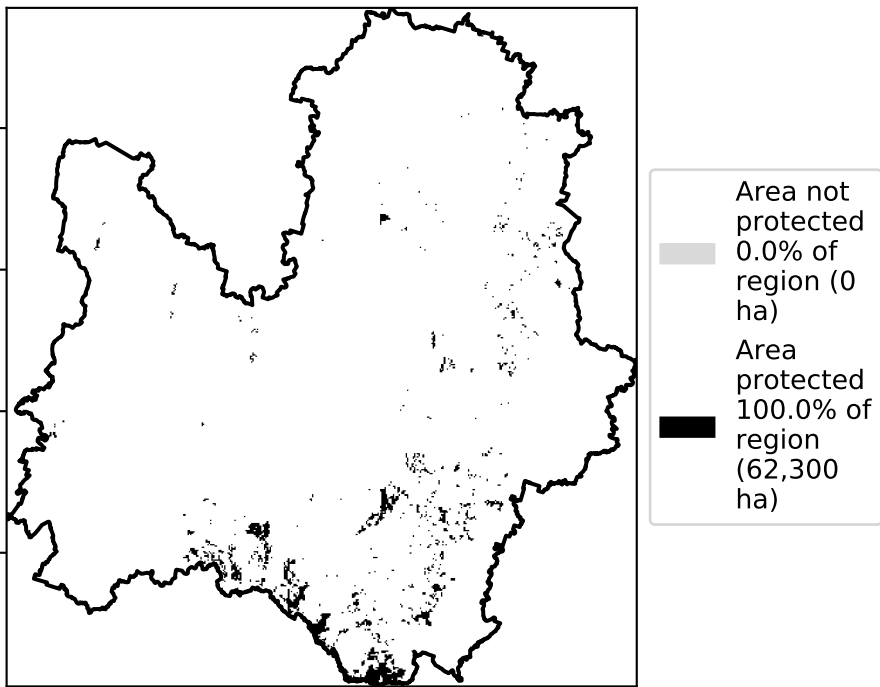 Area not
protected
0.0% of
region (0
ha)
Area
protected
100.0% of
region
(62,300
ha)